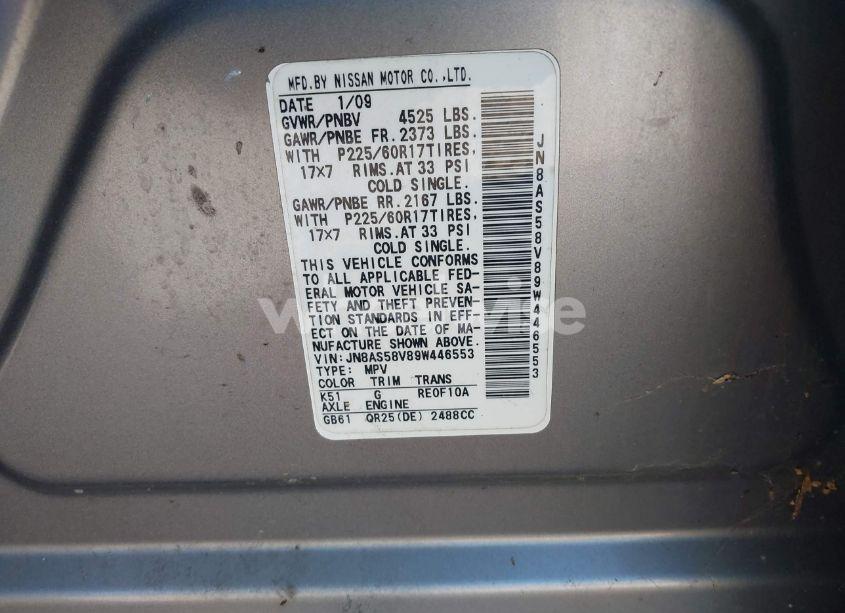 MFD.BY NISSAN MOTOR CO.,LTD.
DATE 1/09
GVWR/PNBV 4525 LBS.
GAWR/PNBE FR.2373 LBS.
WITH P225/60R17TIRES,
17x7 RIMS.AT 33 PSI
COLD SINGLE.
GAWR/PNBE RR.2167 LBS.
WITH P225/60R17TIRES,
17x7 RIMS.AT 33 PSI
COLD SINGLE.
THIS VEHICLE CONFORMS
TO ALL APPLICABLE FED-
ERAL MOTOR VEHICLE SA-
FETY AND THEFT PREVEN-
TION STANDARDS IN EFF-
ECT ON THE DATE OF MA-
NUFACTURE SHOWN ABOVE.
VIN:JN8AS58V89W446553
TYPE: MPV
COLOR TRIM TRANS
K51 G RE0F10A
AXLE ENGINE
GB61 QR25(DE) 2488CC
JN8AS58V89W446553